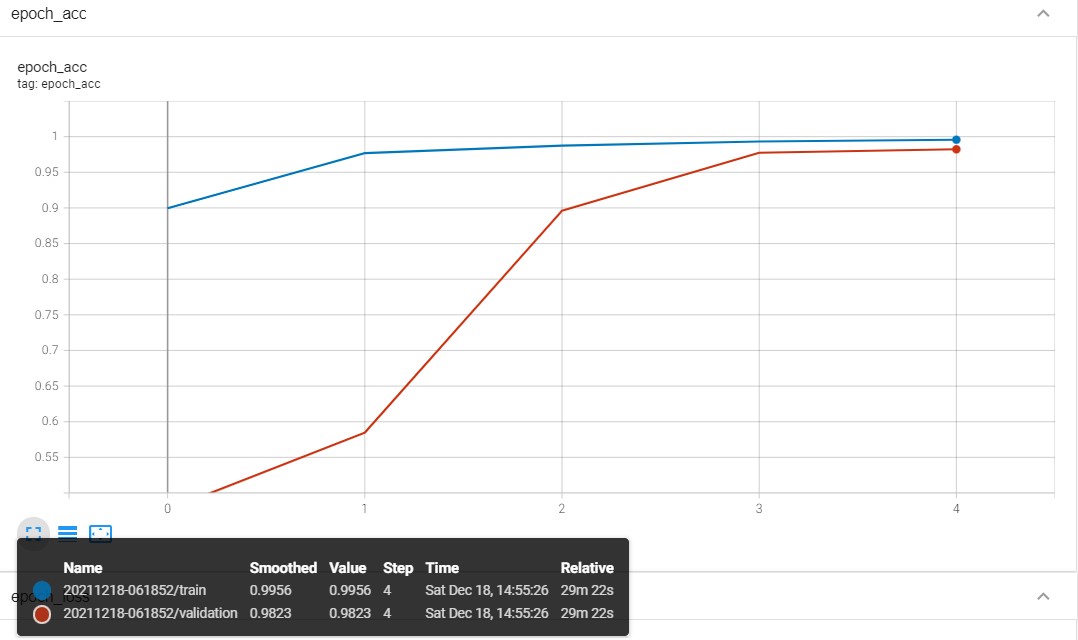 epoch_acc
epoch_acc
tag: epoch_acc
1
0.95
0.9
0.85
0.8
0.75
0.7
0.65
0.6
0.55
0 1 2 3 4
Name Smoothed Value Step Time Relative
20211218-061852/train 0.9956 0.9956 4 Sat Dec 18, 14:55:26 29m 22s
epoch_loss
20211218-061852/validation 0.9823 0.9823 4 Sat Dec 18, 14:55:26 29m 22s